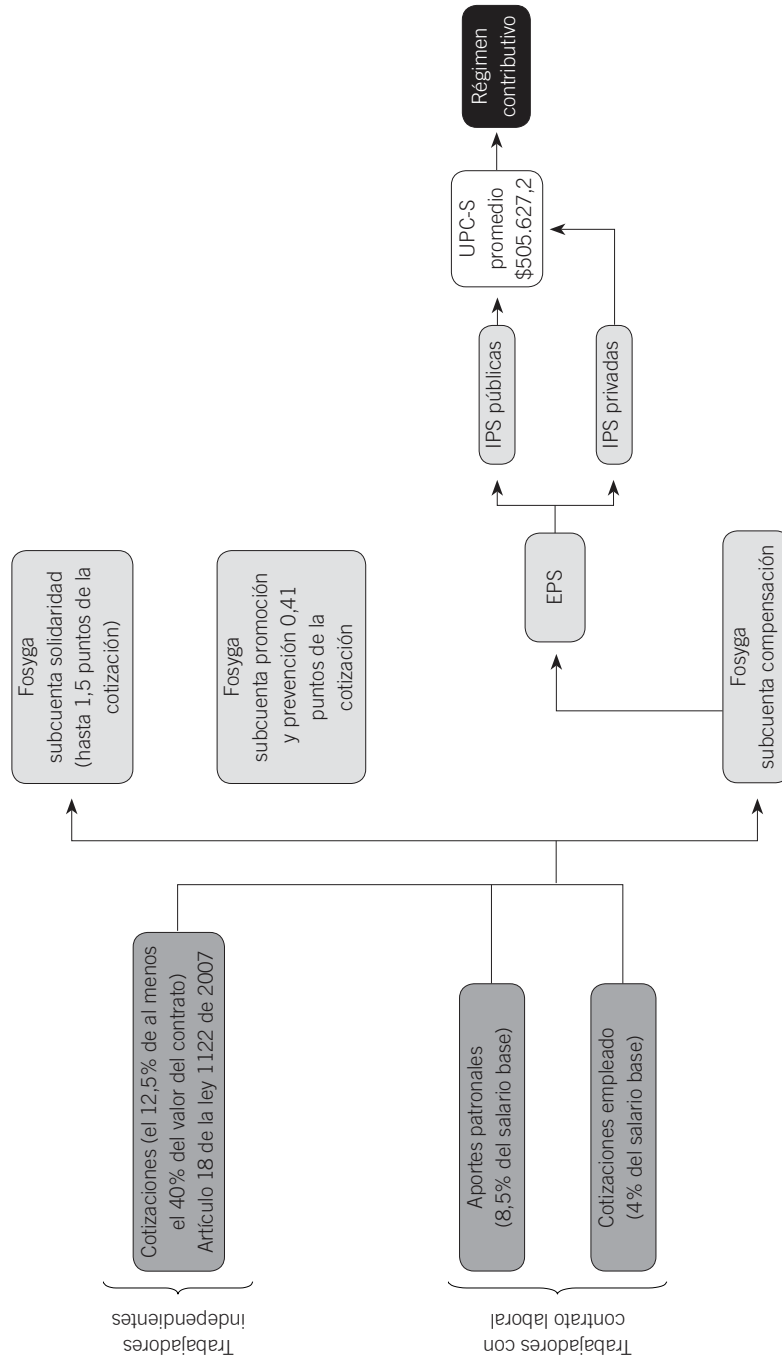 Trabajadores
independientes
Cotizaciones (el 12,5% de al menos
el 40% del valor del contrato)
Artículo 18 de la ley 1122 de 2007
Trabajadores con
contrato laboral
Aportes patronales
(8,5% del salario base)
Cotizaciones empleado
(4% del salario base)
Fosyga
subcuenta solidaridad
(hasta 1,5 puntos de la
cotización)
Fosyga
subcuenta promoción
y prevención 0,41
puntos de la
cotización
Fosyga
subcuenta compensación
EPS
IPS públicas
IPS privadas
UPC-S
promedio
$505.627,2
Régimen
contributivo